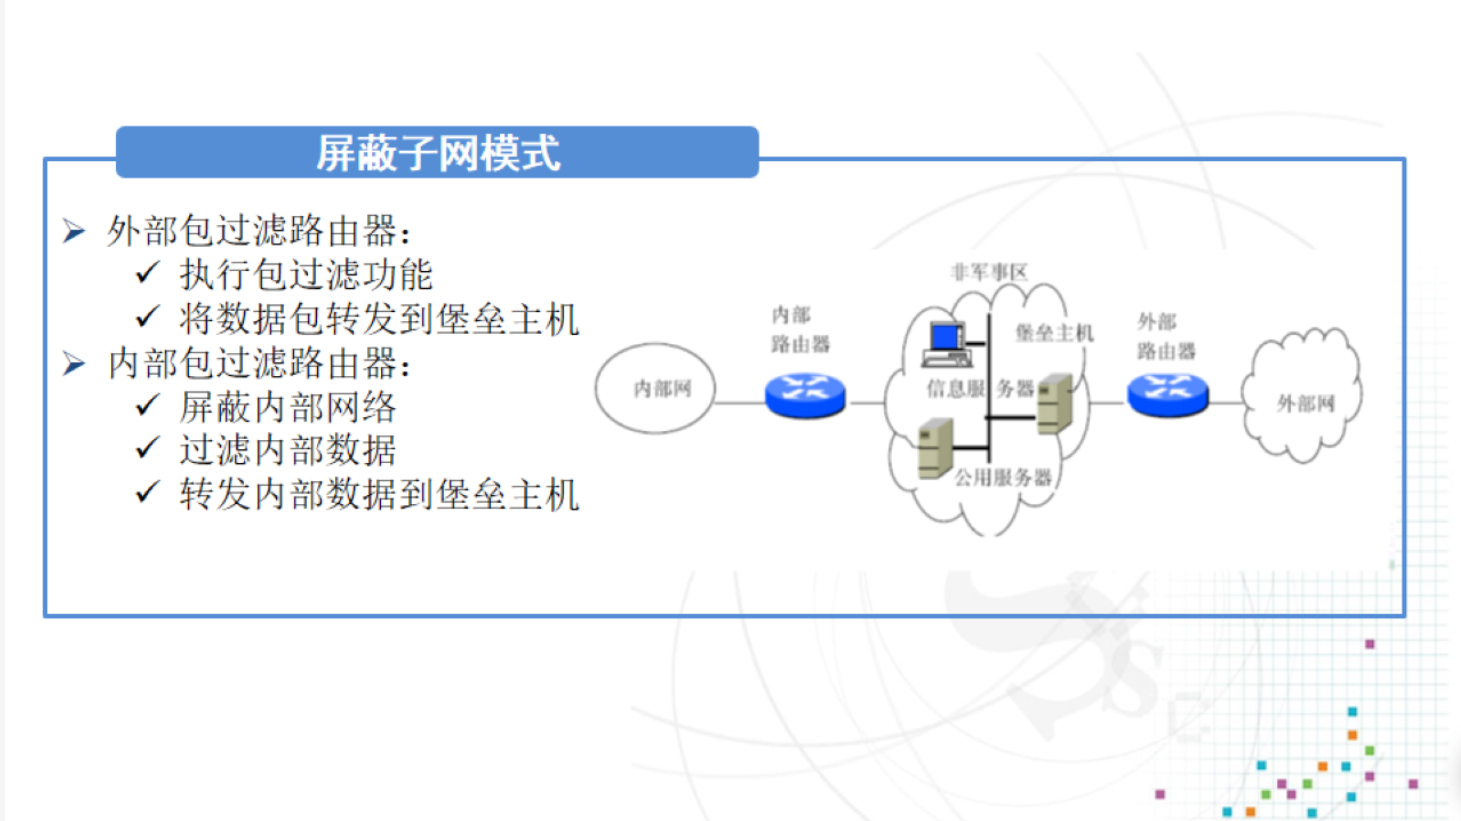 屏蔽子网模式
外部包过滤路由器：
执行包过滤功能
将数据包转发到堡垒主机
内部包过滤路由器：
屏蔽内部网络
过滤内部数据
转发内部数据到堡垒主机
非军事区
内部
路由器
堡垒主机
外部
路由器
内部网
信息服务器
外部网
公用服务器